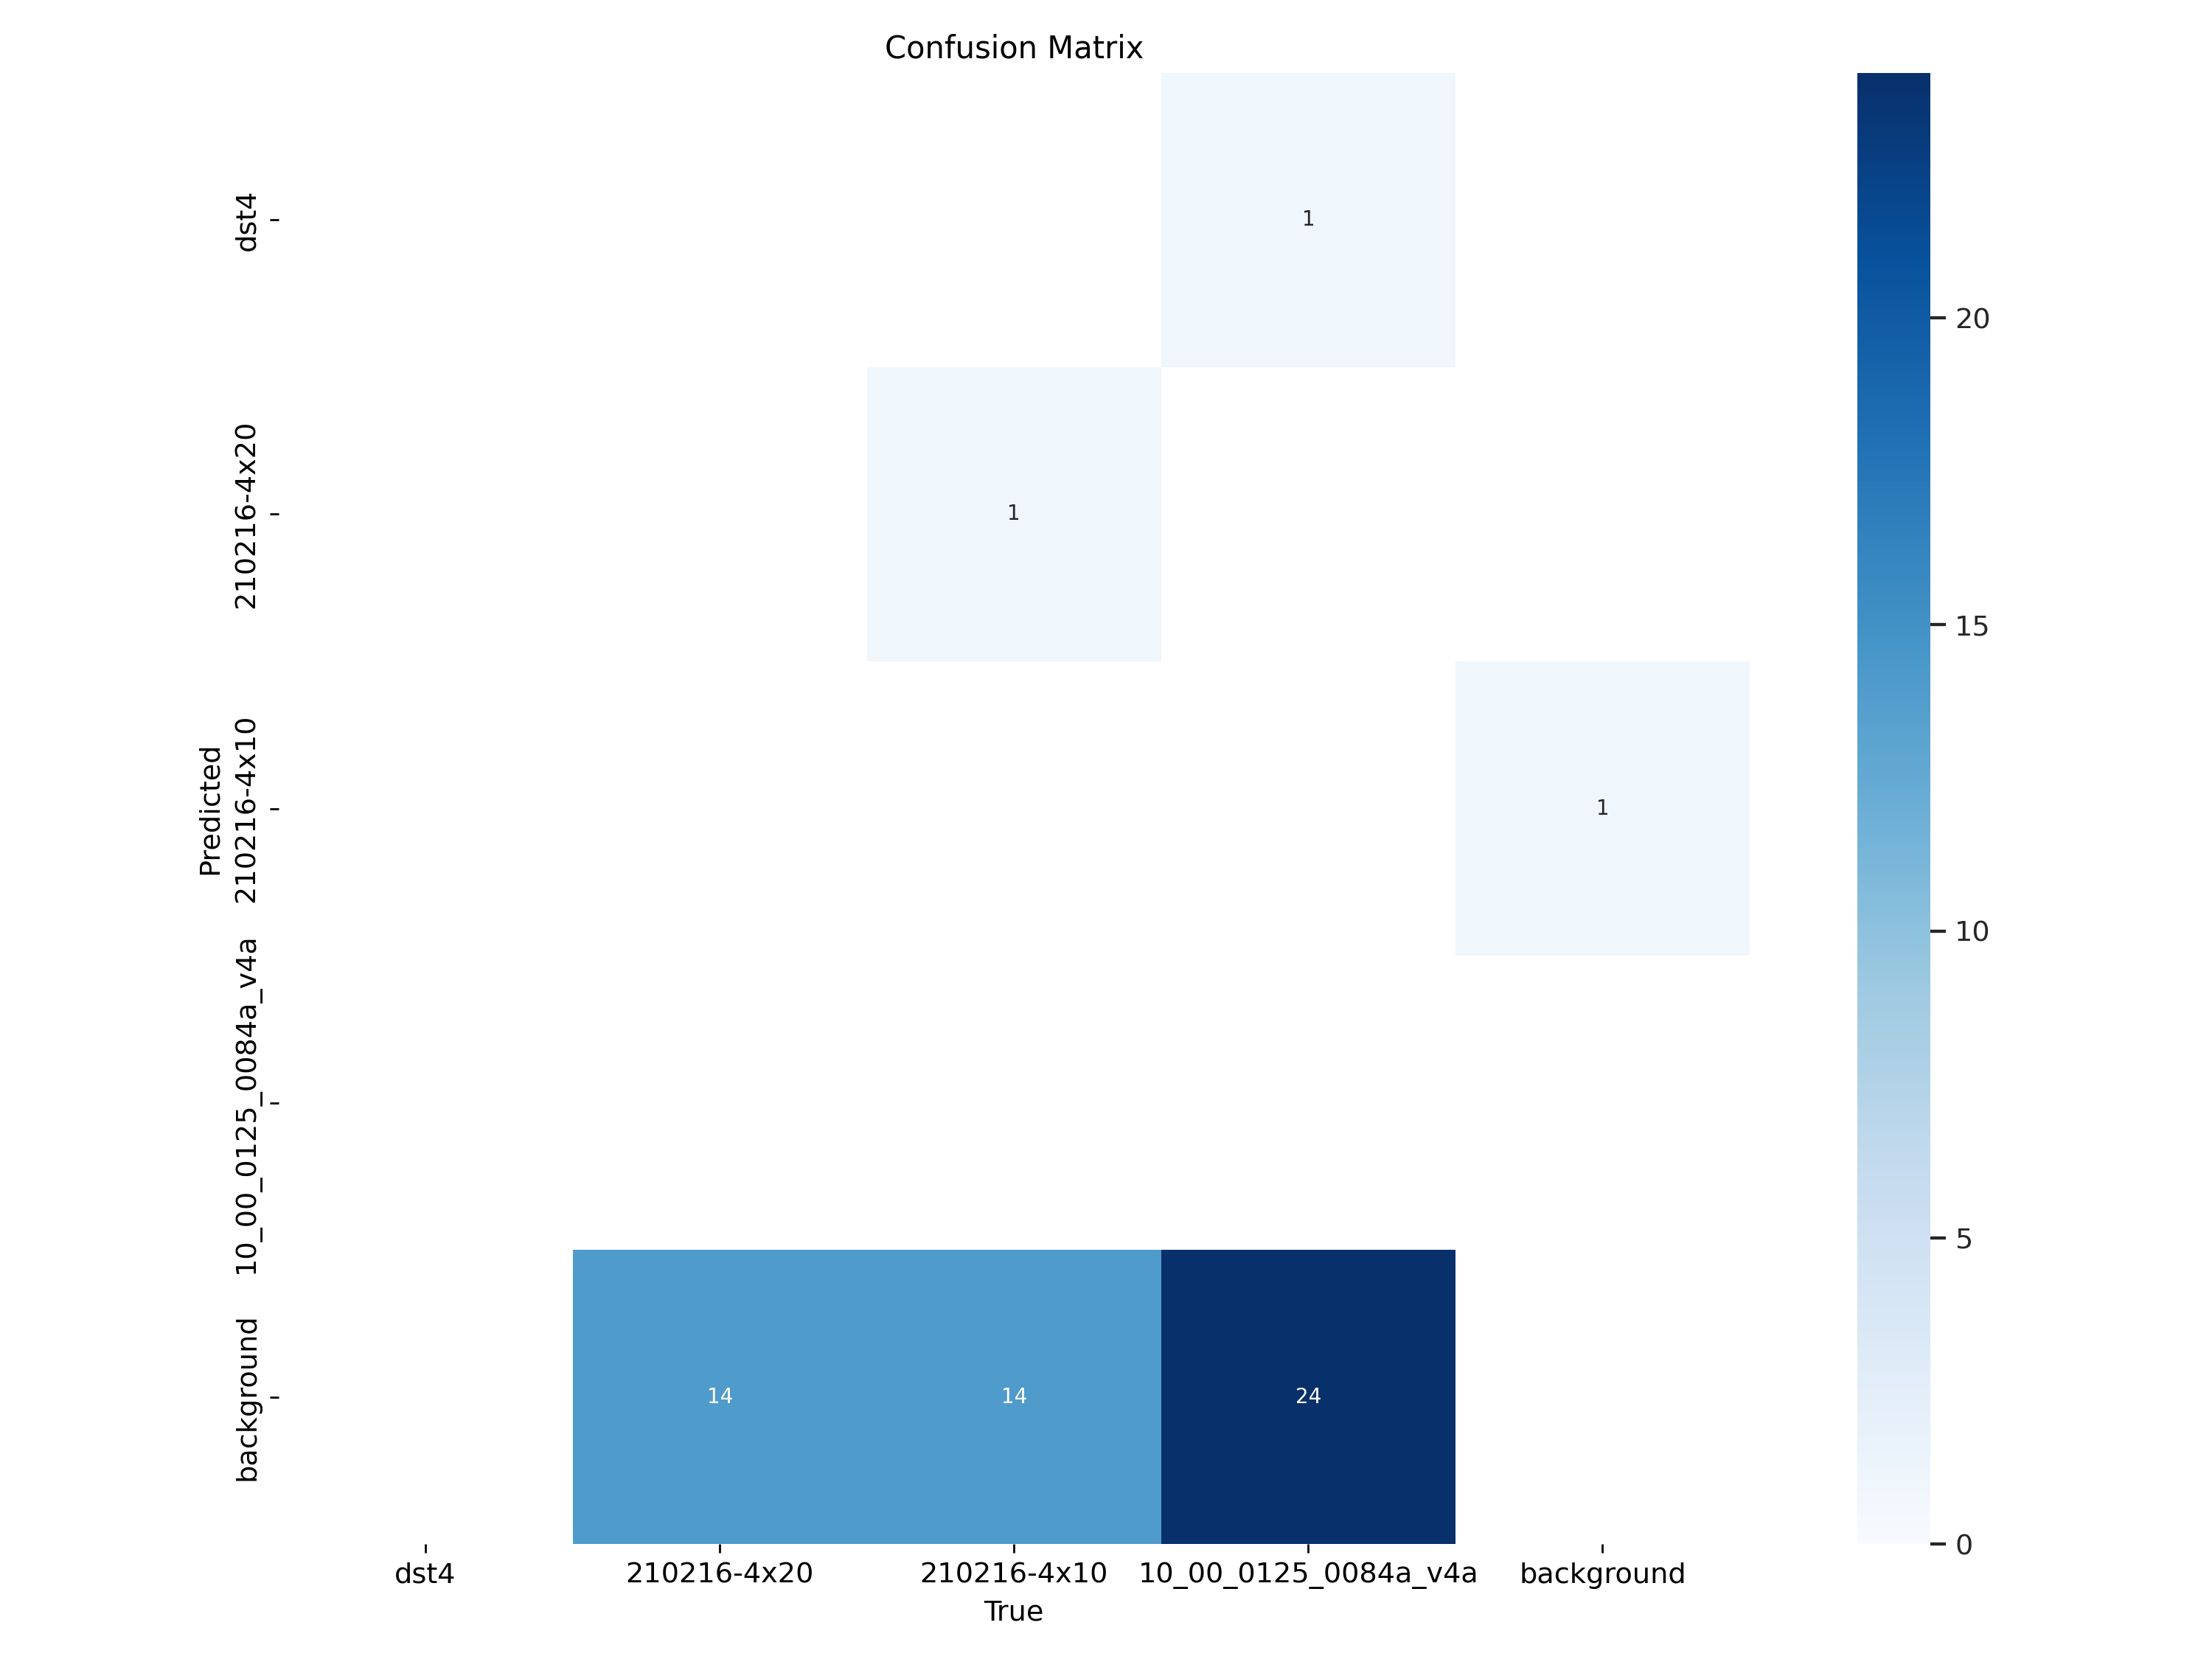 Confusion Matrix
dst4
210216-4x20
210216-4x10
10_00_0125_0084a_v4a
background
Predicted
1
1
1
14 14 24
20
15
10
5
0
dst4 210216-4x20 210216-4x10 10_00_0125_0084a_v4a background
True